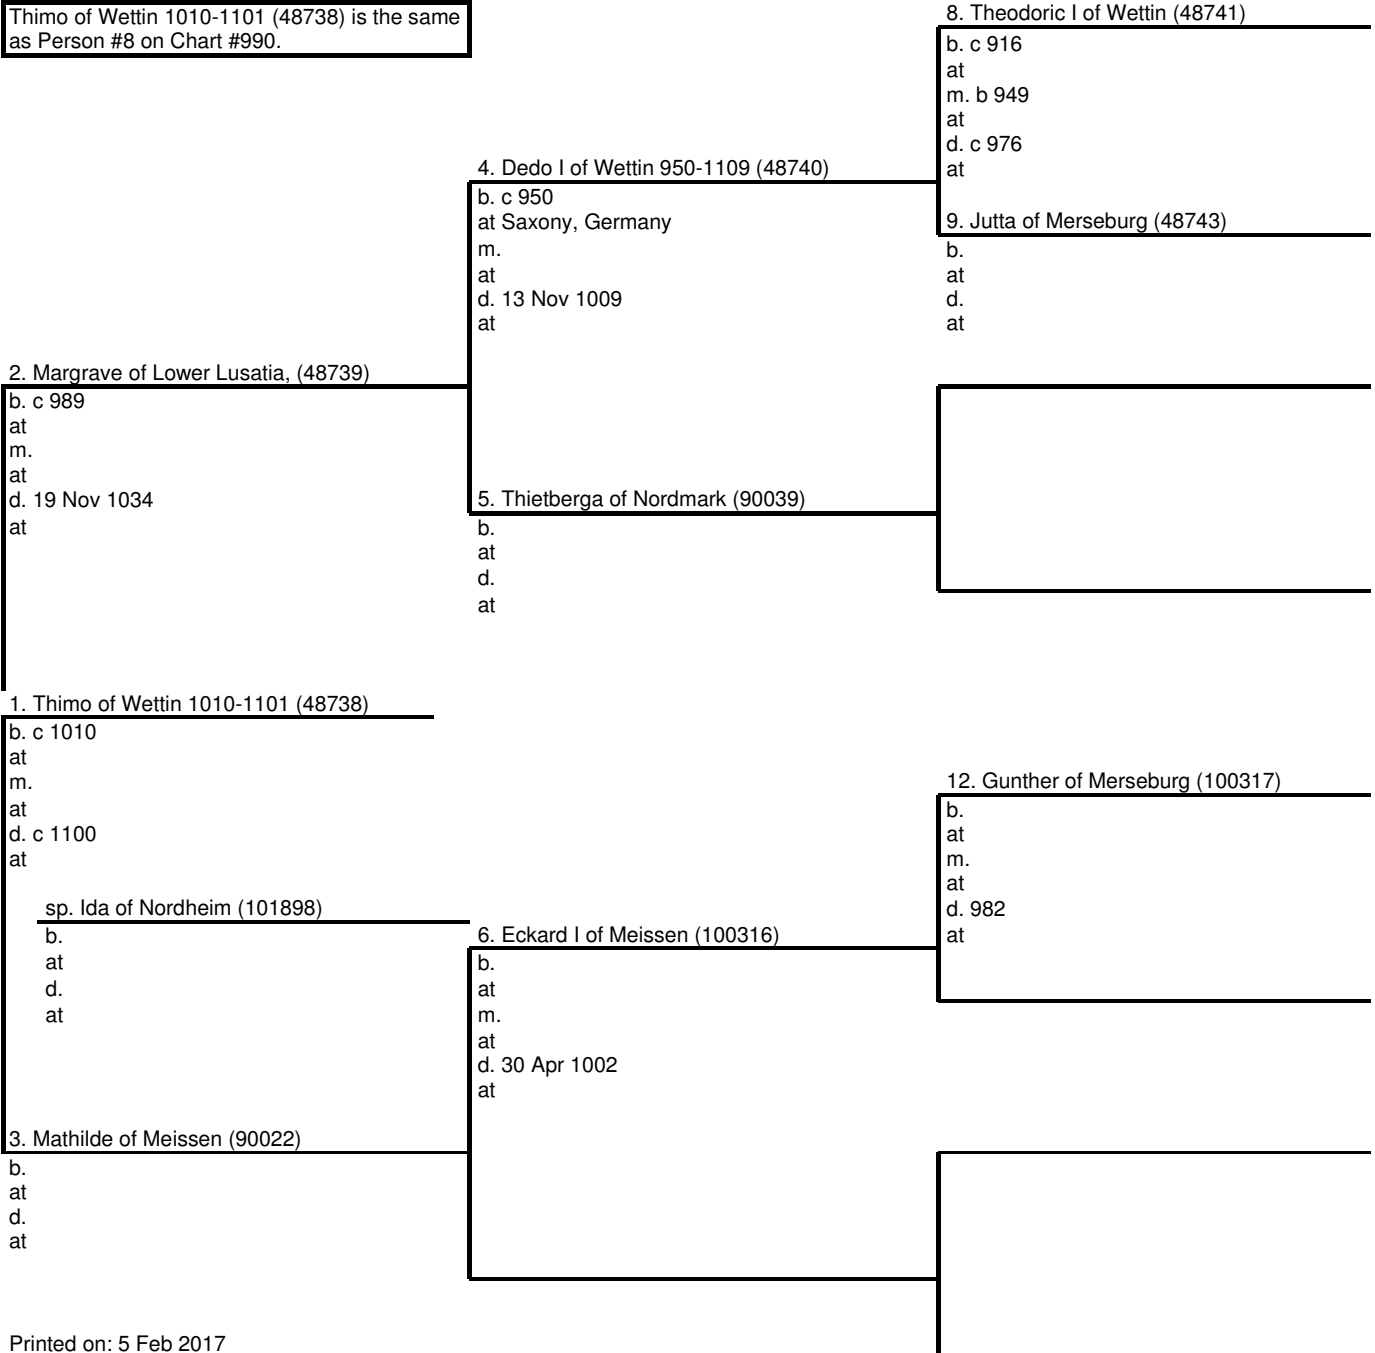 Thimo of Wettin 1010-1101 (48738) is the same
as Person #8 on Chart #990.
8. Theodoric I of Wettin (48741)
b. c 916
at
m. b 949
at
d. c 976
at
4. Dedo I of Wettin 950-1109 (48740)
b. c 950
at Saxony, Germany
m.
at
d. 13 Nov 1009
at
9. Jutta of Merseburg (48743)
b.
at
d.
at
2. Margrave of Lower Lusatia, (48739)
b. c 989
at
m.
at
d. 19 Nov 1034
at
5. Thietberga of Nordmark (90039)
b.
at
d.
at
1. Thimo of Wettin 1010-1101 (48738)
b. c 1010
at
m.
at
d. c 1100
at
sp. Ida of Nordheim (101898)
b.
at
d.
at
12. Gunther of Merseburg (100317)
b.
at
m.
at
d. 982
at
6. Eckard I of Meissen (100316)
b.
at
m.
at
d. 30 Apr 1002
at
3. Mathilde of Meissen (90022)
b.
at
d.
at
Printed on: 5 Feb 2017